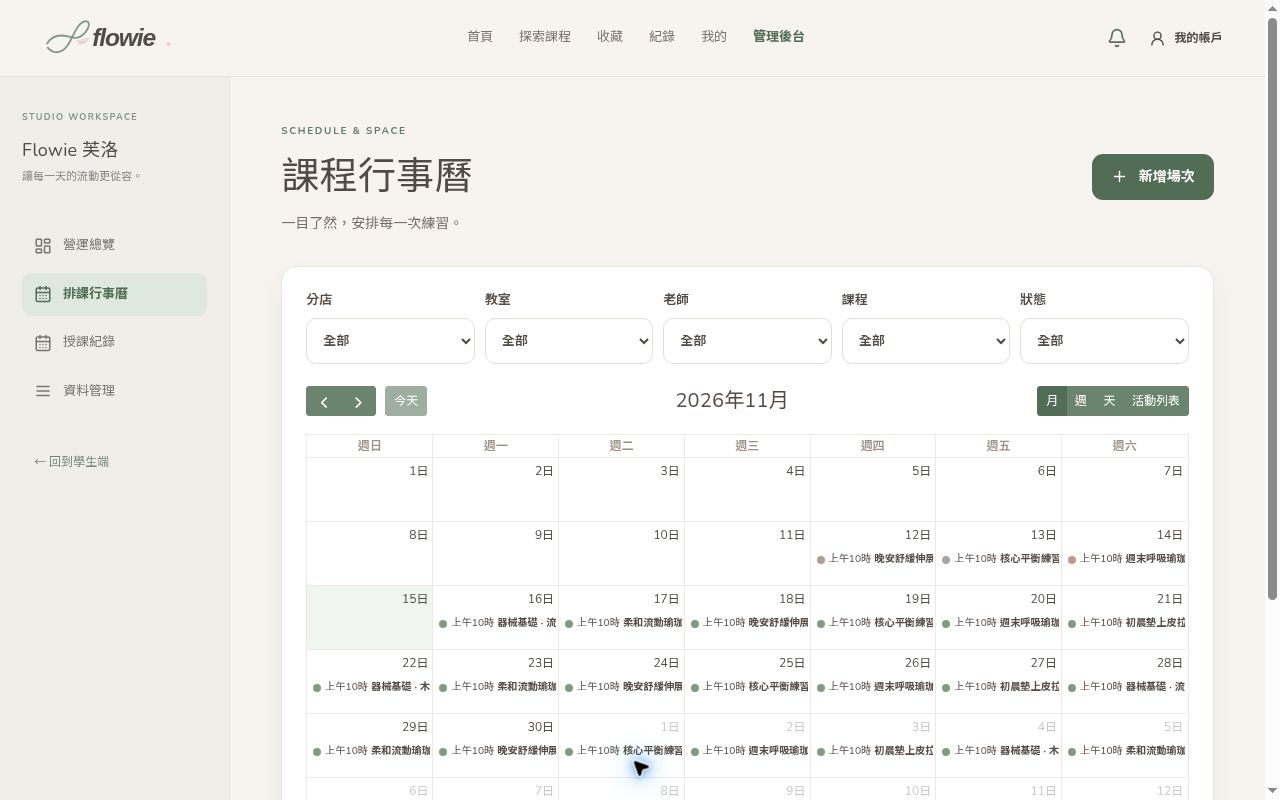 flowie
首頁 探索課程 收藏 紀錄 我的 管理後台
我的帳戶
STUDIO WORKSPACE
Flowie 芙洛
讓每一天的流動更從容。
營運總覽
排課行事曆
授課紀錄
資料管理
← 回到學生端
SCHEDULE & SPACE
課程行事曆
一目了然，安排每一次練習。
＋ 新增場次
分店 教室 老師 課程 狀態
全部 全部 全部 全部 全部
今天
2026年11月
月 週 天 活動列表
週日 週一 週二 週三 週四 週五 週六
1日 2日 3日 4日 5日 6日 7日
8日 9日 10日 11日 12日 13日 14日
上午10時 晚安舒緩伸展 上午10時 核心平衡練習 上午10時 週末呼吸瑜珈
15日 16日 17日 18日 19日 20日 21日
上午10時 器械基礎 · 流 上午10時 柔和流動瑜珈 上午10時 晚安舒緩伸展 上午10時 核心平衡練習 上午10時 週末呼吸瑜珈 上午10時 初晨墊上皮拉
22日 23日 24日 25日 26日 27日 28日
上午10時 器械基礎 · 木 上午10時 柔和流動瑜珈 上午10時 晚安舒緩伸展 上午10時 核心平衡練習 上午10時 週末呼吸瑜珈 上午10時 初晨墊上皮拉 上午10時 器械基礎 · 流
29日 30日 1日 2日 3日 4日 5日
上午10時 柔和流動瑜珈 上午10時 晚安舒緩伸展 上午10時 核心平衡練習 上午10時 週末呼吸瑜珈 上午10時 初晨墊上皮拉 上午10時 器械基礎 · 木 上午10時 柔和流動瑜珈
6日 7日 8日 9日 10日 11日 12日